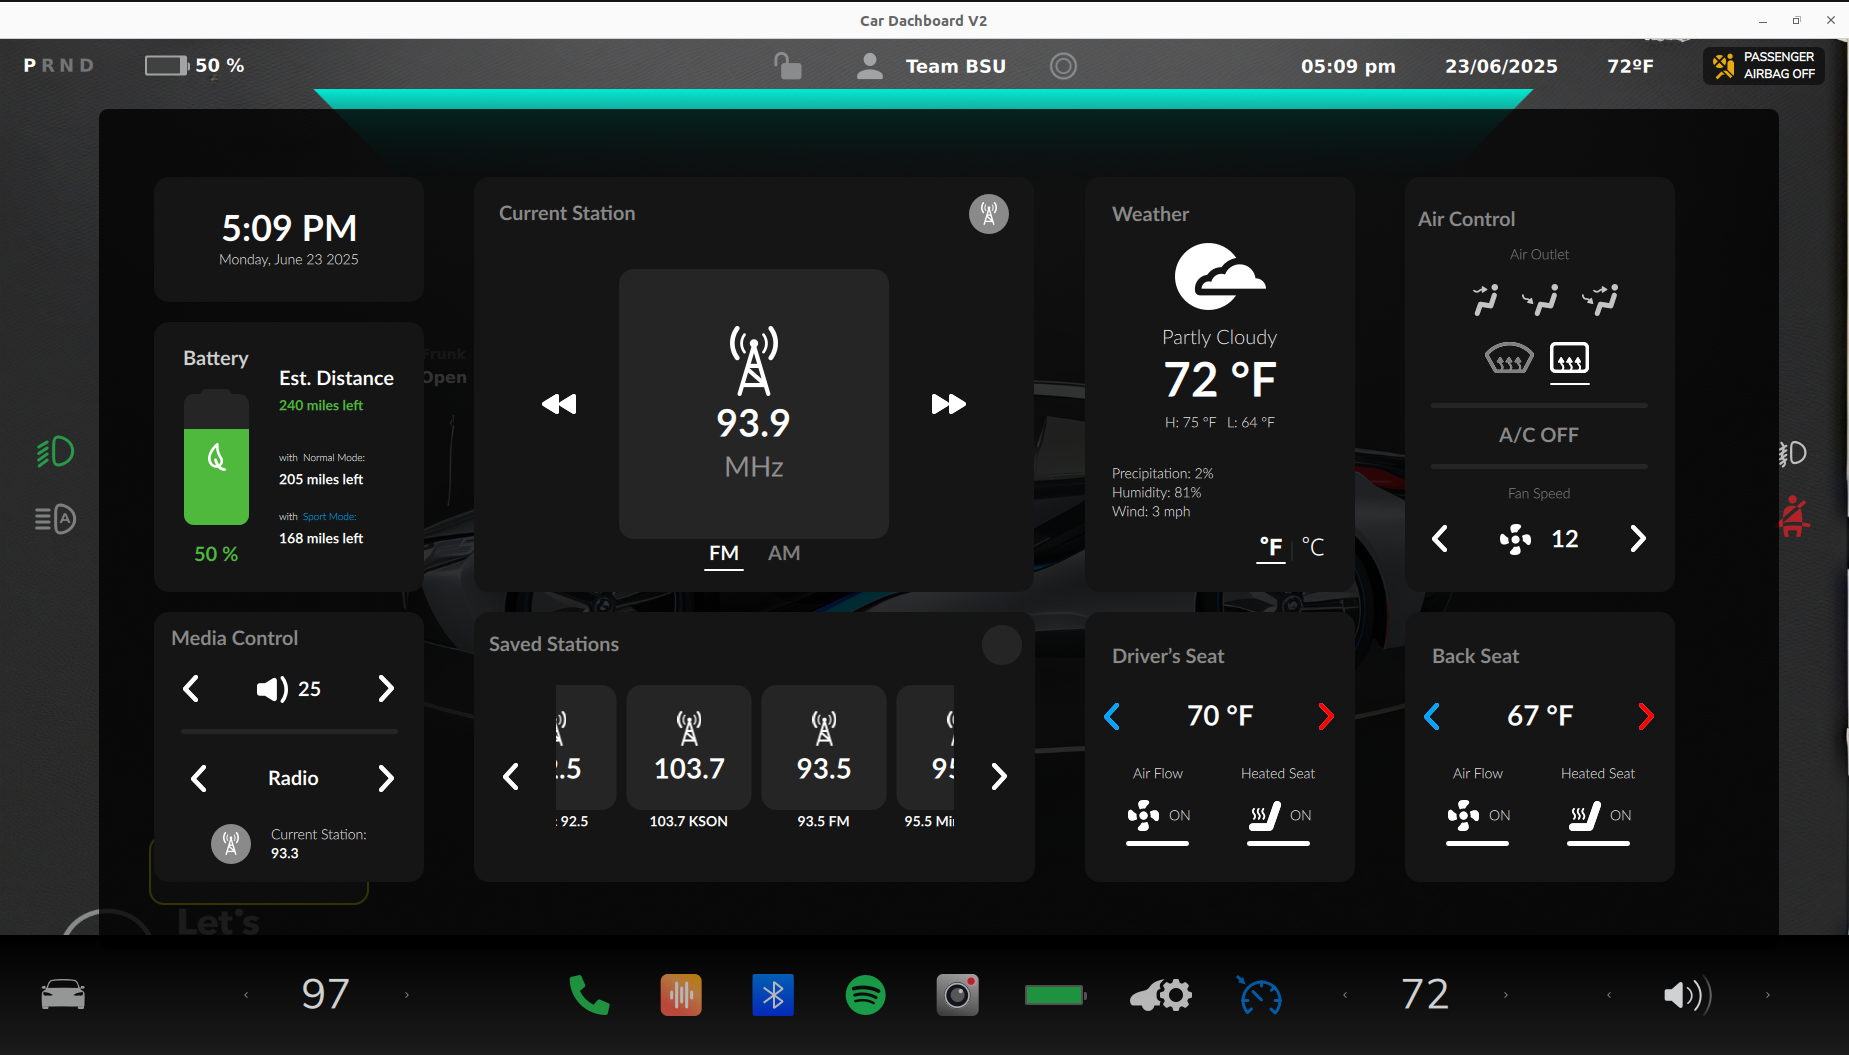 Car Dachboard V2
P R N D
50 %
Team BSU
05:09 pm
23/06/2025
72ºF
PASSENGER
AIRBAG OFF
5:09 PM
Monday, June 23 2025
Battery
Est. Distance
240 miles left
with Normal Mode:
205 miles left
with Sport Mode:
168 miles left
50 %
Frunk
Open
Current Station
93.9
MHz
FM AM
Weather
Partly Cloudy
72 °F
H: 75 °F L: 64 °F
Precipitation: 2%
Humidity: 81%
Wind: 3 mph
°F | °C
Air Control
Air Outlet
A
A/C OFF
Fan Speed
12
Media Control
25
Radio
Current Station:
93.3
Saved Stations
.5 103.7 93.5 95
: 92.5 103.7 KSON 93.5 FM 95.5 Mi
Driver's Seat
70 °F
Air Flow Heated Seat
ON ON
Back Seat
67 °F
Air Flow Heated Seat
ON ON
Let's
97
72